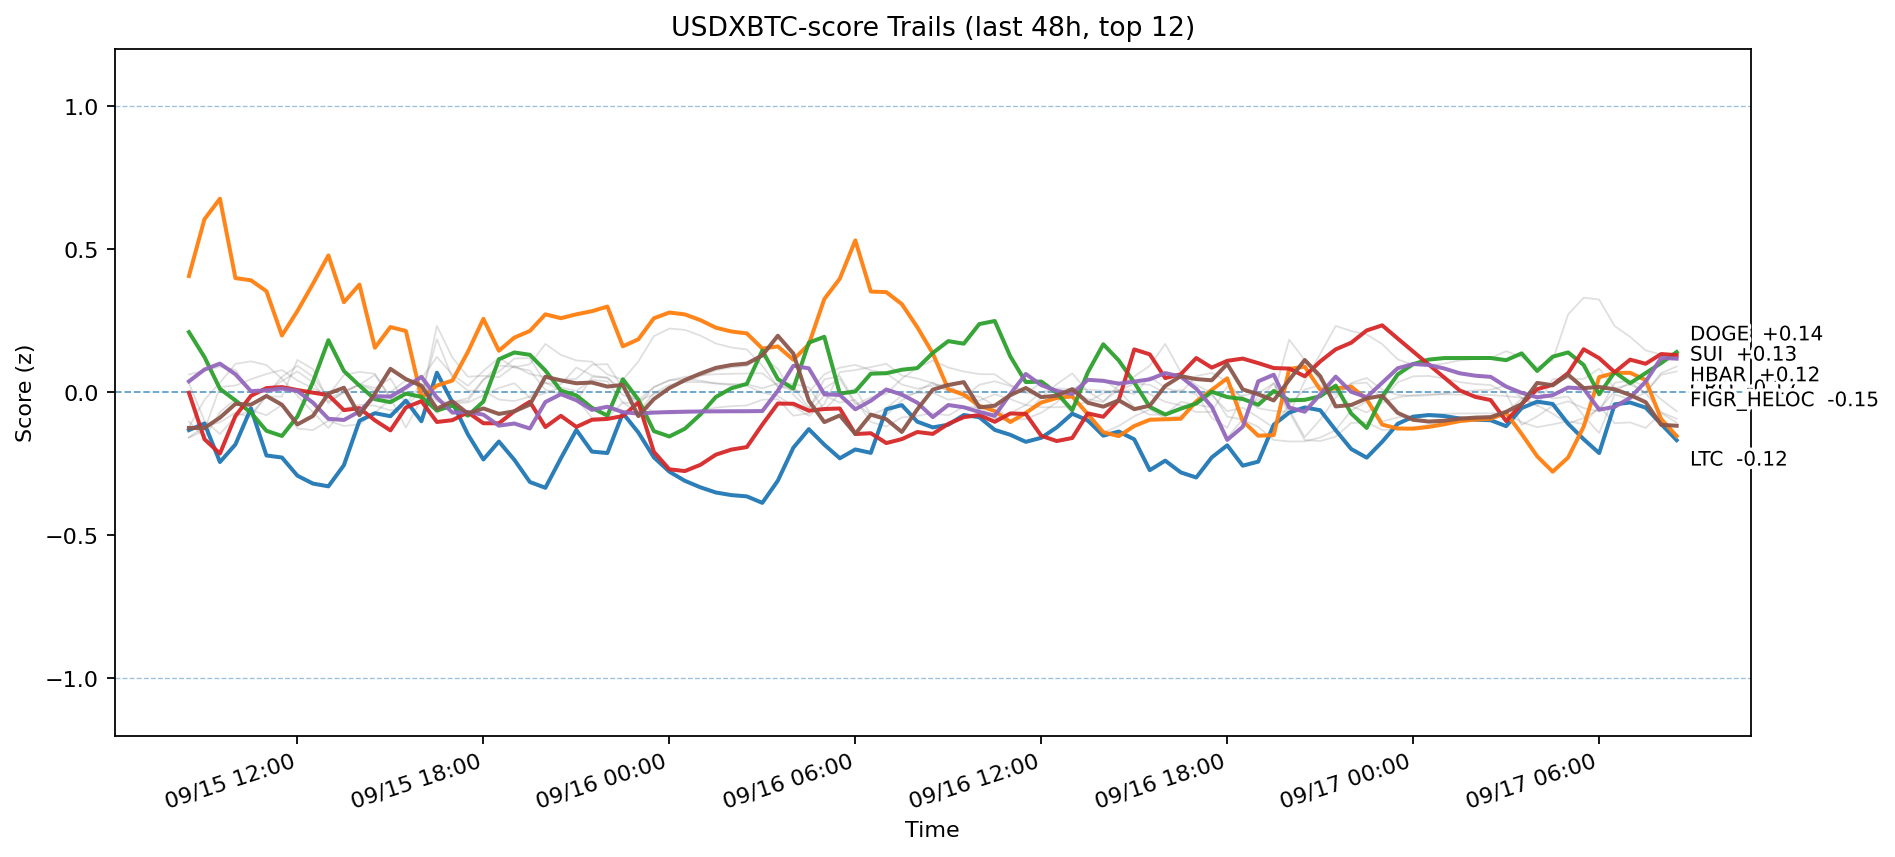 USDXBTC-score Trails (last 48h, top 12)
Score (z)
1.0
0.5
0.0
−0.5
−1.0
DOGE +0.14
SUI +0.13
HBAR +0.12
FIGR_HELOC -0.15
LTC -0.12
09/15 12:00
09/15 18:00
09/16 00:00
09/16 06:00
09/16 12:00
09/16 18:00
09/17 00:00
09/17 06:00
Time